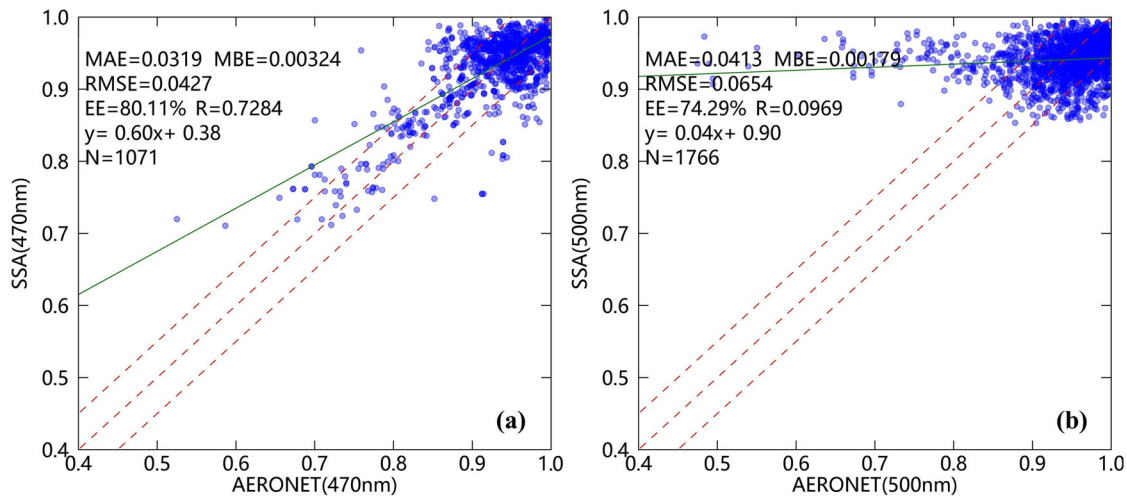 1.0
0.9
0.8
0.7
0.6
0.5
0.4
SSA(470nm)
MAE=0.0319 MBE=0.00324
RMSE=0.0427
EE=80.11% R=0.7284
y= 0.60x+ 0.38
N=1071
(a)
0.4 0.5 0.6 0.7 0.8 0.9 1.0
AERONET(470nm)
1.0
0.9
0.8
0.7
0.6
0.5
0.4
SSA(500nm)
MAE=0.0413 MBE=0.00179
RMSE=0.0654
EE=74.29% R=0.0969
y= 0.04x+ 0.90
N=1766
(b)
0.4 0.5 0.6 0.7 0.8 0.9 1.0
AERONET(500nm)